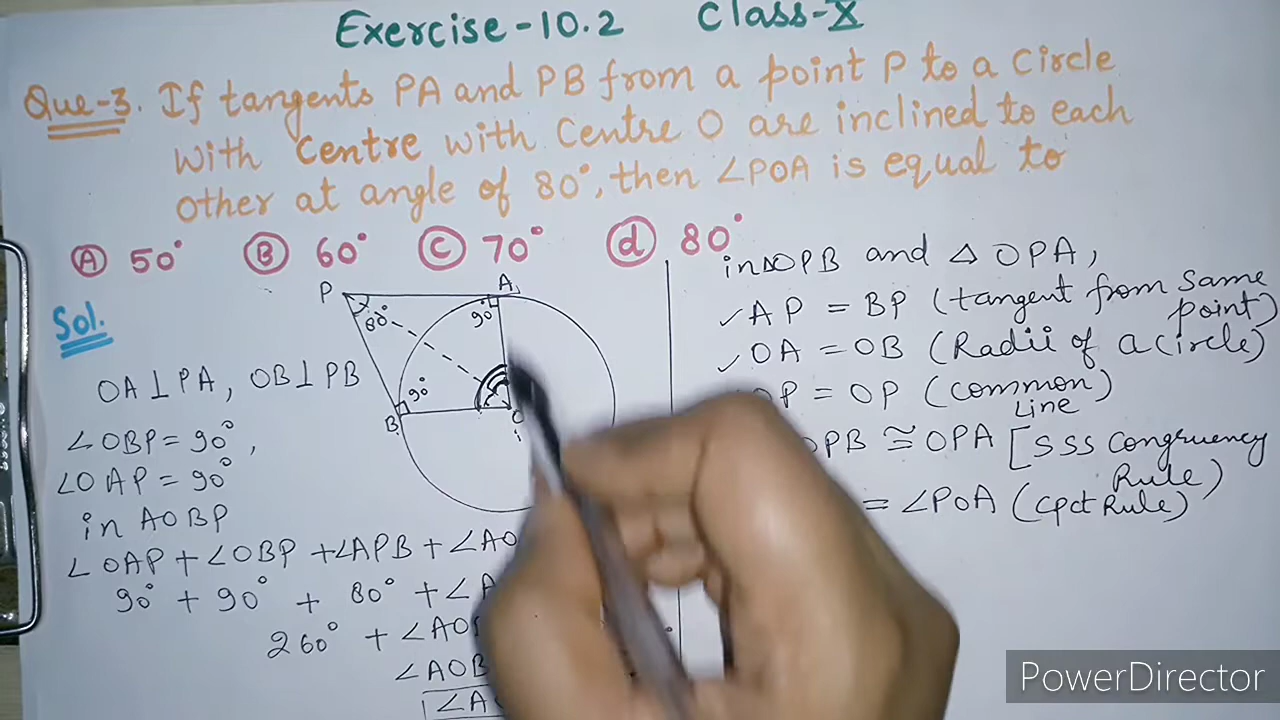 Exercise-10.2 Class-X
Que-3. If tangents PA and PB from a point P to a Circle
with Centre with Centre O are inclined to each
other at angle of 80°, then ∠POA is equal to
Ⓐ 50° Ⓑ 60° Ⓒ 70° ⓓ 80°
Sol.
P A
80° 90°
90°
B
OA⊥PA, OB⊥PB
∠OBP = 90°,
∠OAP = 90°
in AOBP
∠OAP + ∠OBP + ∠APB + ∠AO
90° + 90° + 80° + ∠A
260° + ∠AO
∠AOB
∠A
in ΔOPB and Δ OPA,
✓ AP = BP (tangent from same
point)
✓ OA = OB (Radii of a circle)
OP = OP (common
Line)
OPB ≅ OPA [SSS Congruency
Rule)
= ∠POA (Cpct Rule)
PowerDirector